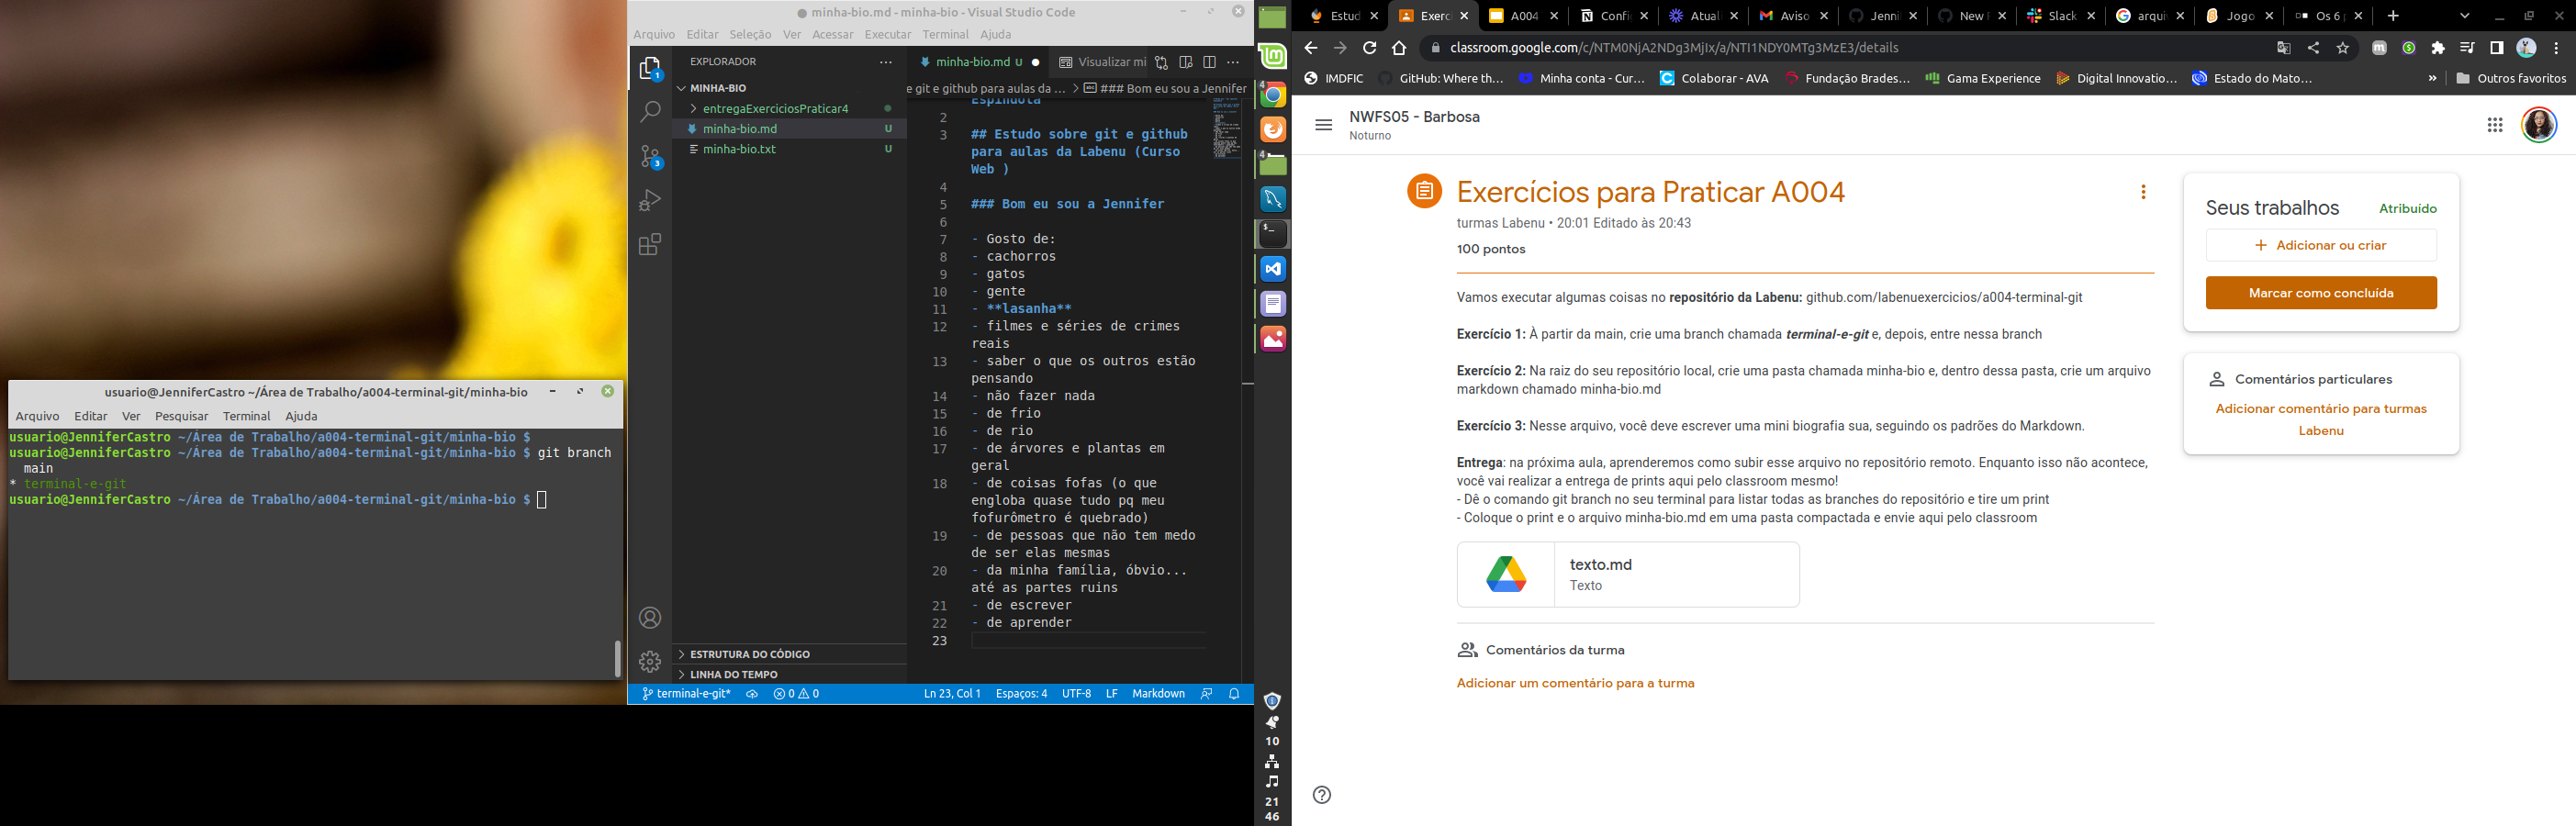 usuario@JenniferCastro ~/Área de Trabalho/a004-terminal-git/minha-bio
Arquivo Editar Ver Pesquisar Terminal Ajuda
usuario@JenniferCastro ~/Área de Trabalho/a004-terminal-git/minha-bio $
usuario@JenniferCastro ~/Área de Trabalho/a004-terminal-git/minha-bio $ git branch
main
* terminal-e-git
usuario@JenniferCastro ~/Área de Trabalho/a004-terminal-git/minha-bio $
● minha-bio.md - minha-bio - Visual Studio Code
Arquivo Editar Seleção Ver Acessar Executar Terminal Ajuda
EXPLORADOR
MINHA-BIO
entregaExerciciosPraticar4
minha-bio.md U
minha-bio.txt U
ESTRUTURA DO CÓDIGO
LINHA DO TEMPO
1
3
minha-bio.md U ● Visualizar mi
e git e github para aulas da ... > ### Bom eu sou a Jennifer
Espíndola
2
3 ## Estudo sobre git e github
para aulas da Labenu (Curso
Web )
4
5 ### Bom eu sou a Jennifer
6
7 - Gosto de:
8 - cachorros
9 - gatos
10 - gente
11 - **lasanha**
12 - filmes e séries de crimes
reais
13 - saber o que os outros estão
pensando
14 - não fazer nada
15 - de frio
16 - de rio
17 - de árvores e plantas em
geral
18 - de coisas fofas (o que
engloba quase tudo pq meu
fofurômetro é quebrado)
19 - de pessoas que não tem medo
de ser elas mesmas
20 - da minha família, óbvio...
até as partes ruins
21 - de escrever
22 - de aprender
23
terminal-e-git* 0 0 Ln 23, Col 1 Espaços: 4 UTF-8 LF Markdown
4
4
10
21
46
Estud Exerc A004 Confi Atual Aviso Jenni New Slack arqui Jogo Os 6
classroom.google.com/c/NTM0NjA2NDg3MjIx/a/NTI1NDY0MTg3MzE3/details
IMDFIC GitHub: Where th... Minha conta - Cur... Colaborar - AVA Fundação Brades... Gama Experience Digital Innovatio... Estado do Mato... » Outros favoritos
NWFS05 - Barbosa
Noturno
Exercícios para Praticar A004
turmas Labenu • 20:01 Editado às 20:43
100 pontos
Vamos executar algumas coisas no repositório da Labenu: github.com/labenuexercicios/a004-terminal-git
Exercício 1: À partir da main, crie uma branch chamada terminal-e-git e, depois, entre nessa branch
Exercício 2: Na raiz do seu repositório local, crie uma pasta chamada minha-bio e, dentro dessa pasta, crie um arquivo
markdown chamado minha-bio.md
Exercício 3: Nesse arquivo, você deve escrever uma mini biografia sua, seguindo os padrões do Markdown.
Entrega: na próxima aula, aprenderemos como subir esse arquivo no repositório remoto. Enquanto isso não acontece,
você vai realizar a entrega de prints aqui pelo classroom mesmo!
- Dê o comando git branch no seu terminal para listar todas as branches do repositório e tire um print
- Coloque o print e o arquivo minha-bio.md em uma pasta compactada e envie aqui pelo classroom
texto.md
Texto
Comentários da turma
Adicionar um comentário para a turma
Seus trabalhos Atribuído
+ Adicionar ou criar
Marcar como concluída
Comentários particulares
Adicionar comentário para turmas
Labenu